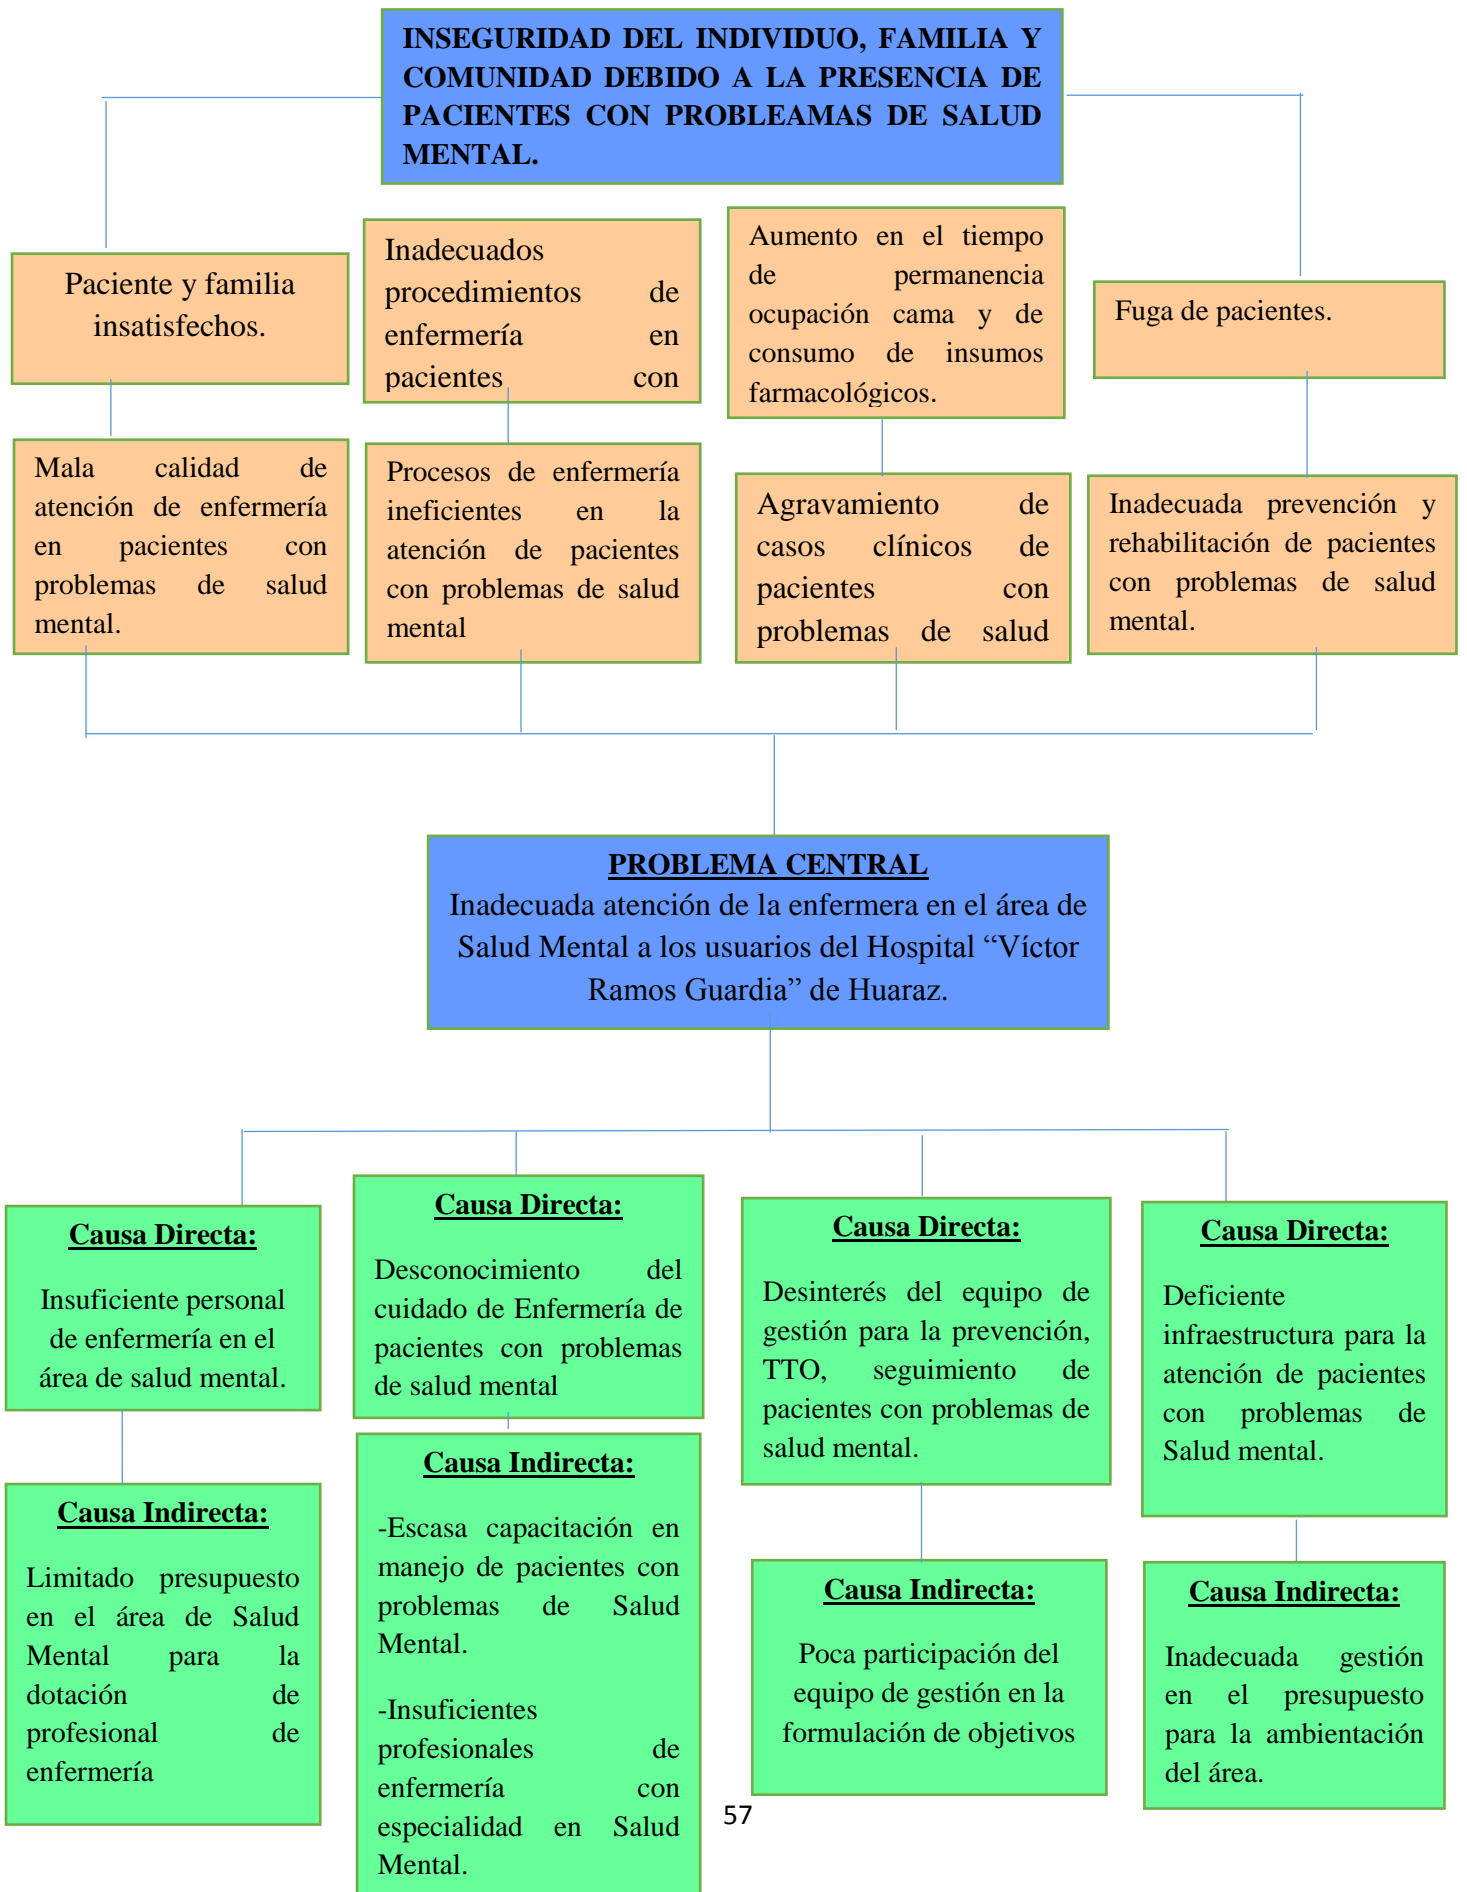 INSEGURIDAD DEL INDIVIDUO, FAMILIA Y
COMUNIDAD DEBIDO A LA PRESENCIA DE
PACIENTES CON PROBLEAMAS DE SALUD
MENTAL.
Paciente y familia
insatisfechos.
Inadecuados
procedimientos de
enfermería en
pacientes con
Aumento en el tiempo
de permanencia
ocupación cama y de
consumo de insumos
farmacológicos.
Fuga de pacientes.
Mala calidad de
atención de enfermería
en pacientes con
problemas de salud
mental.
Procesos de enfermería
ineficientes en la
atención de pacientes
con problemas de salud
mental
Agravamiento de
casos clínicos de
pacientes con
problemas de salud
Inadecuada prevención y
rehabilitación de pacientes
con problemas de salud
mental.
PROBLEMA CENTRAL
Inadecuada atención de la enfermera en el área de
Salud Mental a los usuarios del Hospital “Víctor
Ramos Guardia” de Huaraz.
Causa Directa:
Insuficiente personal
de enfermería en el
área de salud mental.
Causa Directa:
Desconocimiento del
cuidado de Enfermería de
pacientes con problemas
de salud mental
Causa Directa:
Desinterés del equipo de
gestión para la prevención,
TTO, seguimiento de
pacientes con problemas de
salud mental.
Causa Directa:
Deficiente
infraestructura para la
atención de pacientes
con problemas de
Salud mental.
Causa Indirecta:
Limitado presupuesto
en el área de Salud
Mental para la
dotación de
profesional de
enfermería
Causa Indirecta:
-Escasa capacitación en
manejo de pacientes con
problemas de Salud
Mental.
-Insuficientes
profesionales de
enfermería con
especialidad en Salud
Mental.
Causa Indirecta:
Poca participación del
equipo de gestión en la
formulación de objetivos
Causa Indirecta:
Inadecuada gestión
en el presupuesto
para la ambientación
del área.
57